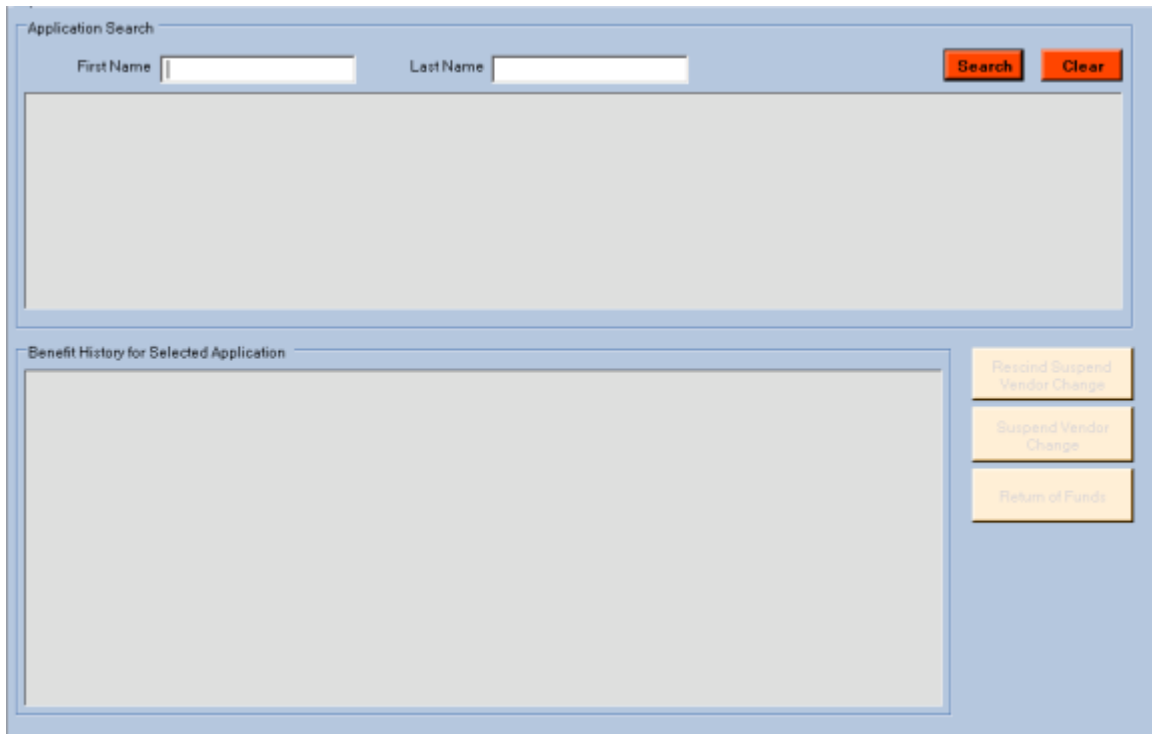 Application Search
First Name
Last Name
Search
Clear
Benefit History for Selected Application
Rescind Suspend
Vendor Change
Suspend Vendor
Change
Return of Funds